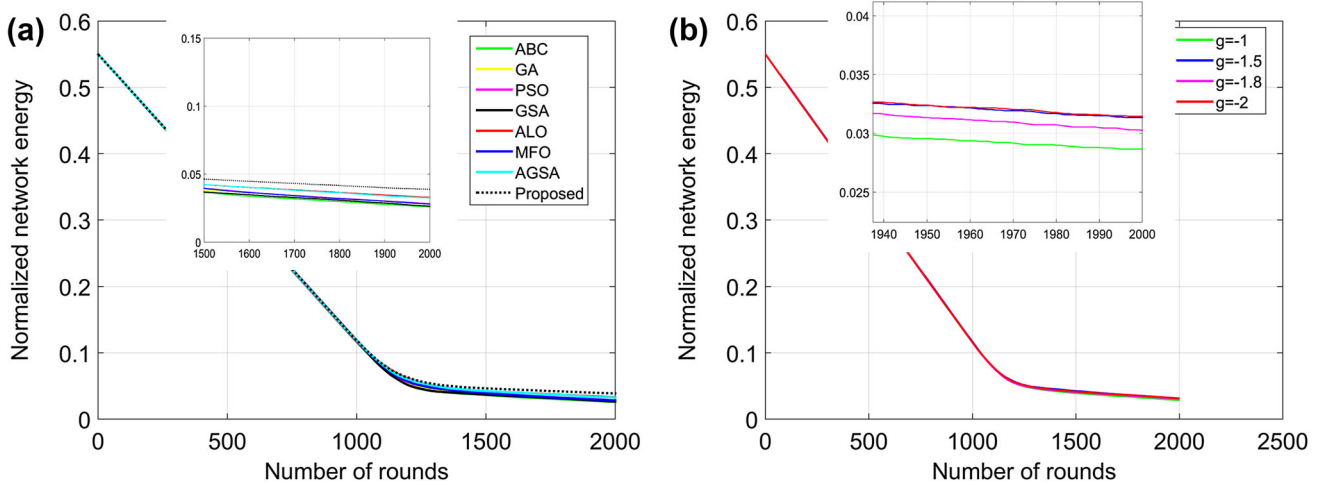 (a)
Normalized network energy
0.6
0.5
0.4
0.3
0.2
0.1
0
0 500 1000 1500 2000
Number of rounds
0.15
0.1
0.05
0
1500 1600 1700 1800 1900 2000
ABC
GA
PSO
GSA
ALO
MFO
AGSA
Proposed
(b)
Normalized network energy
0.6
0.5
0.4
0.3
0.2
0.1
0
0 500 1000 1500 2000 2500
Number of rounds
0.04
0.035
0.03
0.025
1940 1950 1960 1970 1980 1990 2000
g=-1
g=-1.5
g=-1.8
g=-2